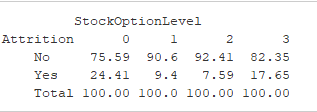 StockOptionLevel
Attrition 0 1 2 3
No 75.59 90.6 92.41 82.35
Yes 24.41 9.4 7.59 17.65
Total 100.00 100.0 100.00 100.00